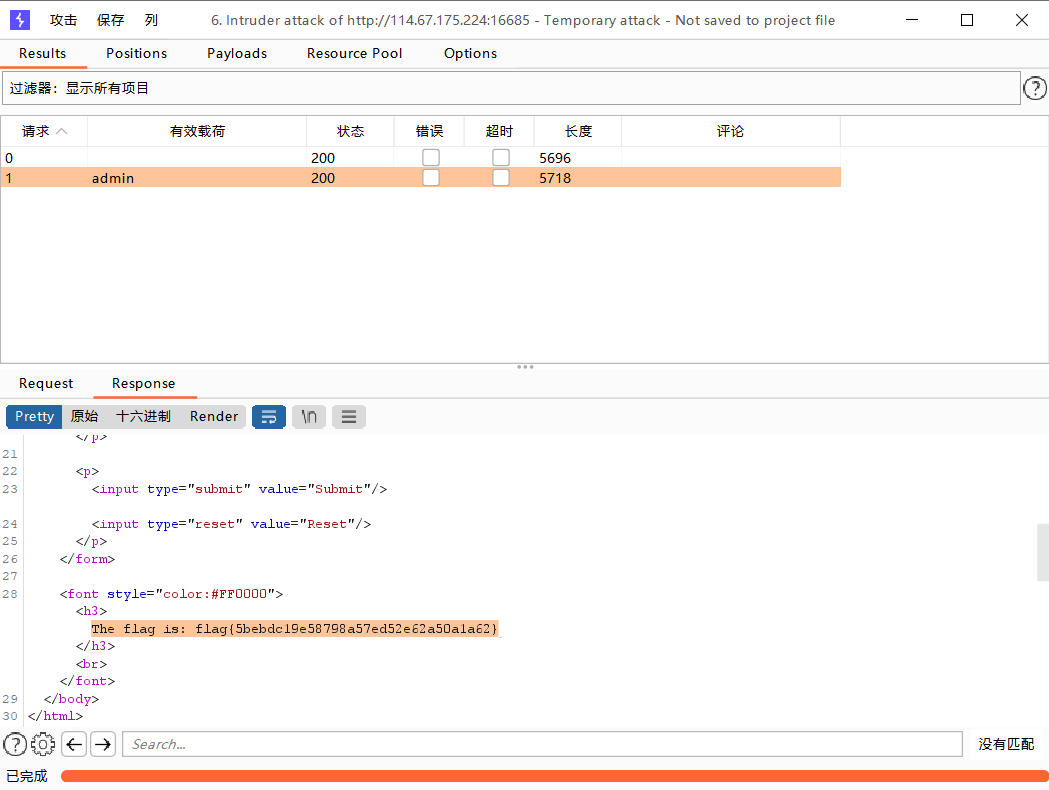 攻击 保存 列 6. Intruder attack of http://114.67.175.224:16685 - Temporary attack - Not saved to project file
Results Positions Payloads Resource Pool Options
过滤器：显示所有项目 ?
请求 有效载荷 状态 错误 超时 长度 评论
0 200 5696
1 admin 200 5718
Request Response
Pretty 原始 十六进制 Render \n
</p>
21
22 <p>
23 <input type="submit" value="Submit"/>
24 <input type="reset" value="Reset"/>
25 </p>
26 </form>
27
28 <font style="color:#FF0000">
<h3>
The flag is: flag{5bebdc19e58798a57ed52e62a50a1a62}
</h3>
<br>
</font>
29 </body>
30 </html>
? Search... 没有匹配
已完成